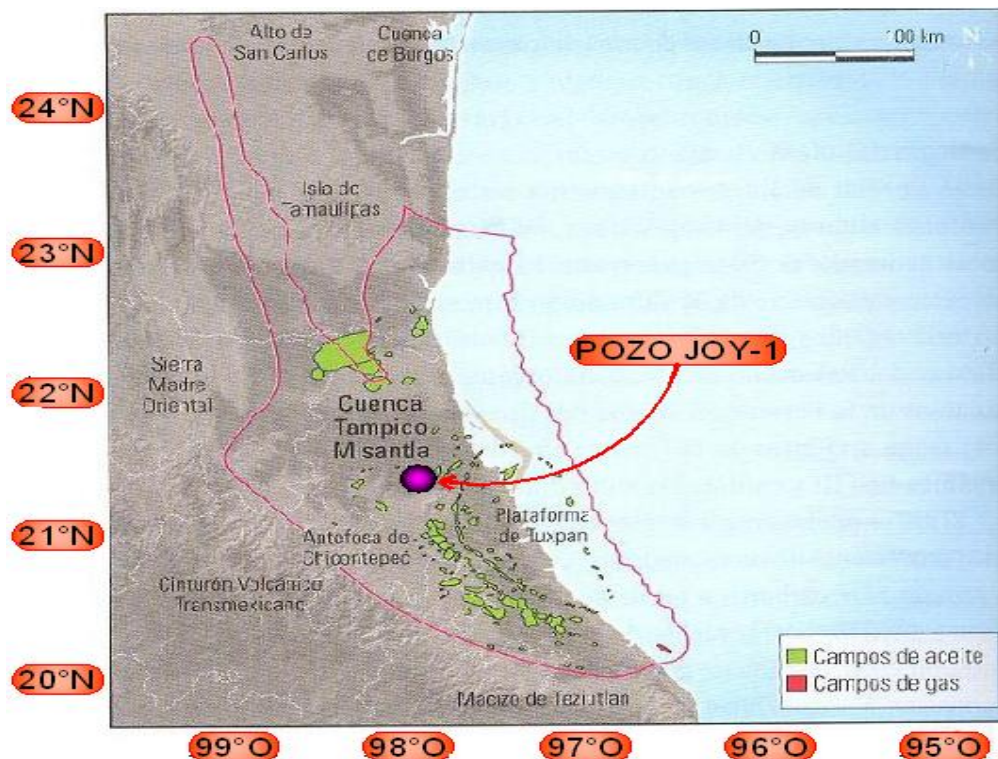 Alto de
San Carlos
Cuenca
de Burgos
0 100 km
N
24°N
Isla de
Tamaulipas
23°N
POZO JOY-1
Sierra
Madre
Oriental
22°N
Cuenca
Tampico
Misantla
Plataforma
de Tuxpan
21°N
Antefosa de
Chicontepec
Cinturón Volcánico
Transmexicano
Campos de aceite
Campos de gas
20°N
Macizo de Teziutlan
99°O 98°O 97°O 96°O 95°O